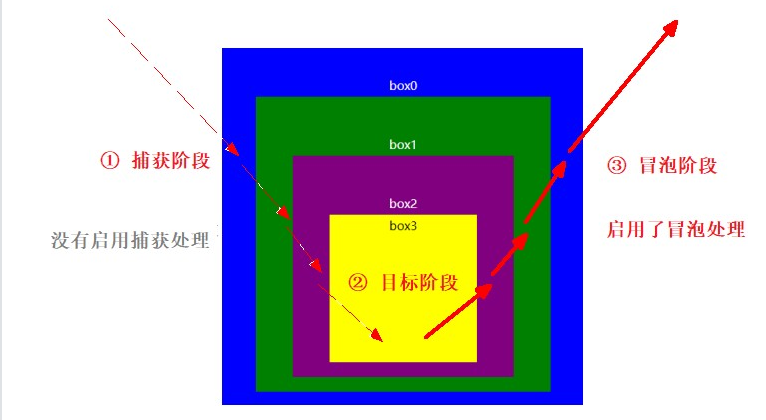 box0
box1
① 捕获阶段
③ 冒泡阶段
box2
box3
没有启用捕获处理
启用了冒泡处理
② 目标阶段